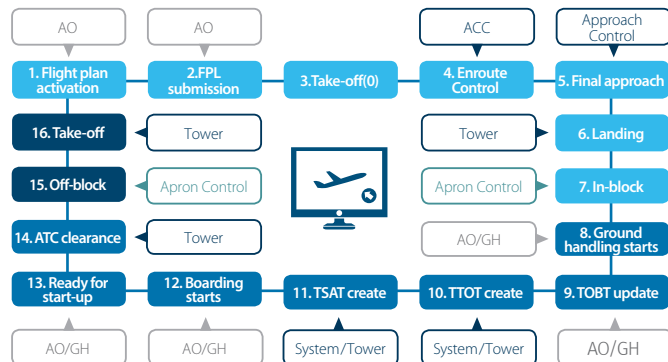 AO
AO
ACC
Approach
Control
1. Flight plan
activation
2.FPL
submission
3.Take-off(0)
4. Enroute
Control
5. Final approach
16. Take-off
Tower
Tower
6. Landing
15. Off-block
Apron Control
Apron Control
7. In-block
14. ATC clearance
Tower
AO/GH
8. Ground
handling starts
13. Ready for
start-up
12. Boarding
starts
11. TSAT create
10. TTOT create
9. TOBT update
AO/GH
AO/GH
System/Tower
System/Tower
AO/GH